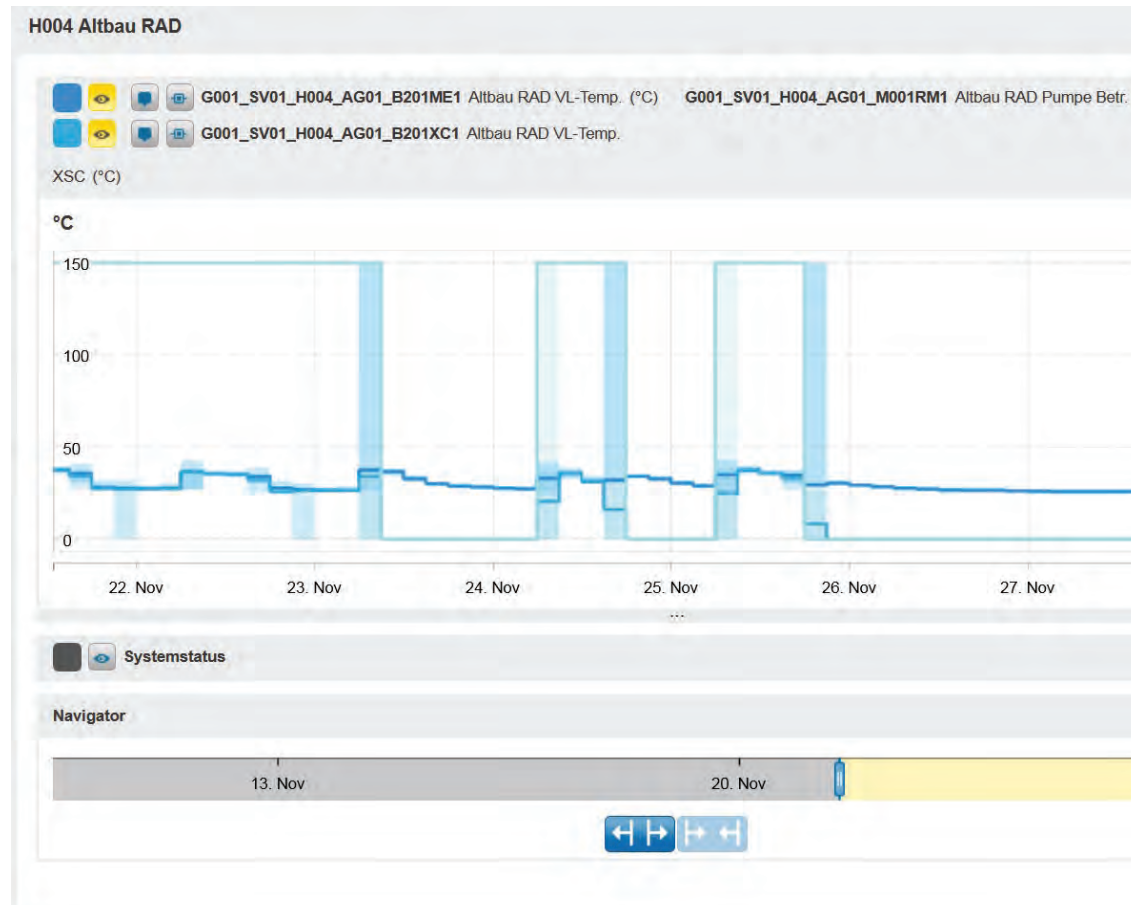 H004 Altbau RAD
G001_SV01_H004_AG01_B201ME1 Altbau RAD VL-Temp. (°C) G001_SV01_H004_AG01_M001RM1 Altbau RAD Pumpe Betr.
G001_SV01_H004_AG01_B201XC1 Altbau RAD VL-Temp.
XSC (°C)
°C
150
100
50
0
22. Nov 23. Nov 24. Nov 25. Nov 26. Nov 27. Nov
...
Systemstatus
Navigator
13. Nov 20. Nov